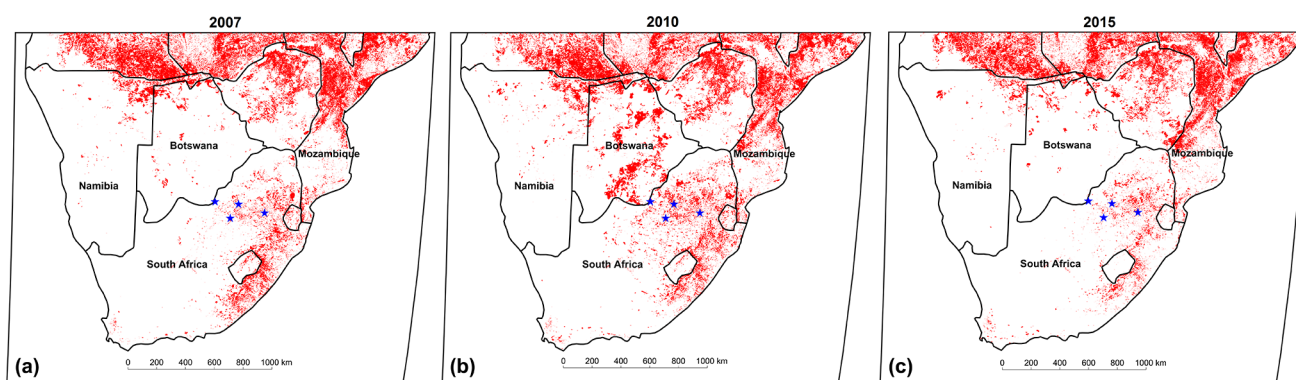 2007
Botswana
Mozambique
Namibia
South Africa
(a)
0 200 400 600 800 1000 km
2010
Botswana
Mozambique
Namibia
South Africa
(b)
0 200 400 600 800 1000 km
2015
Botswana
Mozambique
Namibia
South Africa
(c)
0 200 400 600 800 1000 km